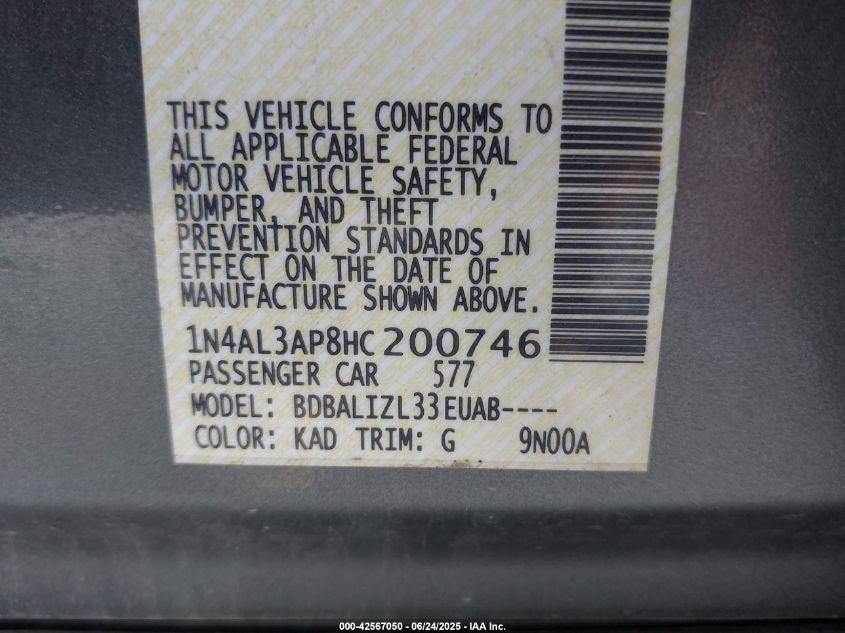 THIS VEHICLE CONFORMS TO
ALL APPLICABLE FEDERAL
MOTOR VEHICLE SAFETY,
BUMPER, AND THEFT
PREVENTION STANDARDS IN
EFFECT ON THE DATE OF
MANUFACTURE SHOWN ABOVE.
1N4AL3AP8HC200746
PASSENGER CAR 577
MODEL: BDBALIZL33EUAB----
COLOR: KAD TRIM: G 9N00A
000-42567050 - 06/24/2025 - IAA Inc.